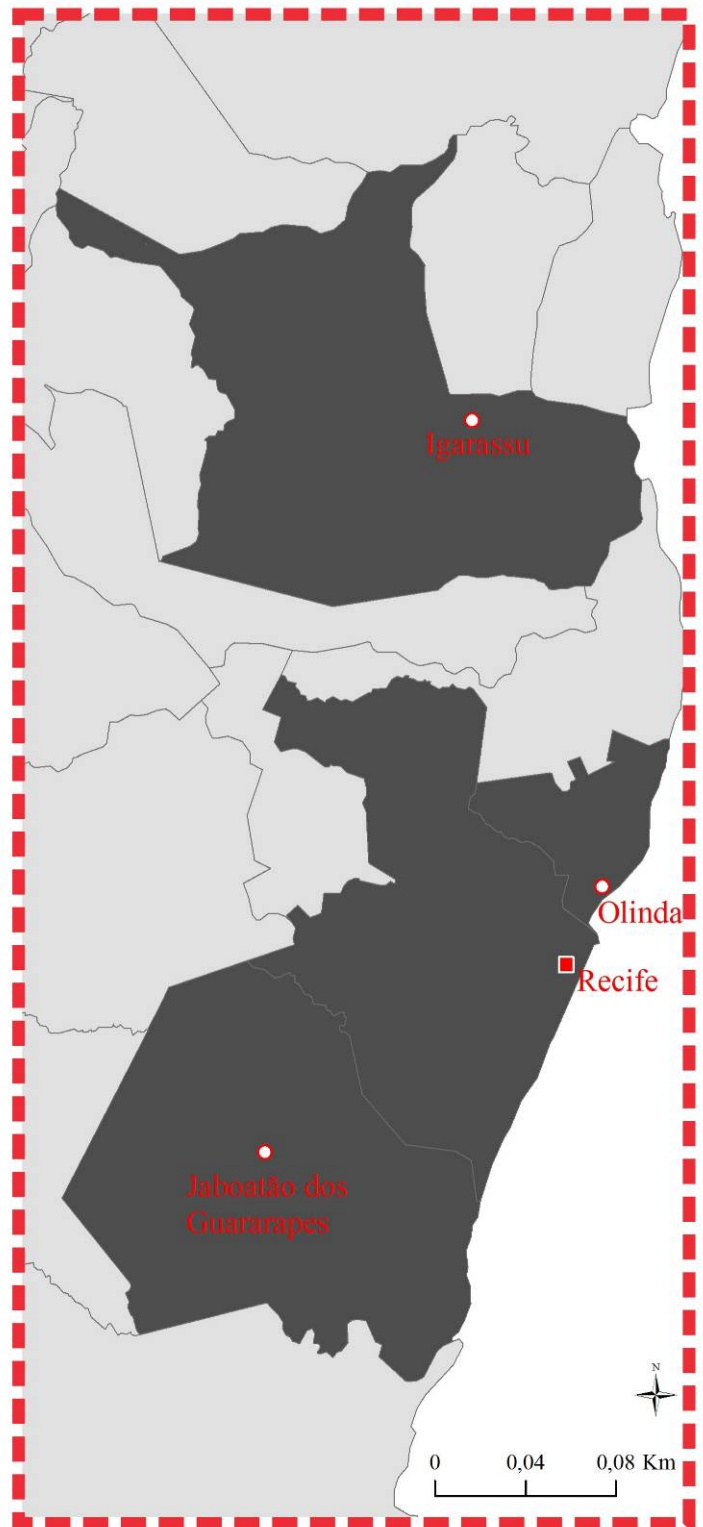 Igarassu
Olinda
Recife
Jaboatão dos
Guararapes
N
0 0,04 0,08 Km